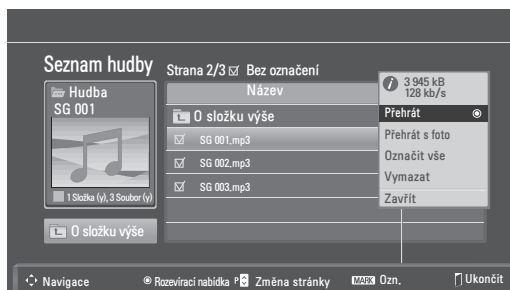 Seznam hudby
Strana 2/3 Bez označení
Hudba
SG 001
1 Složka (y), 3 Soubor (y)
O složku výše
Název
O složku výše
SG 001.mp3
SG 002.mp3
SG 003.mp3
3 945 kB
128 kb/s
Přehrát
Přehrát s foto
Označit vše
Vymazat
Zavřít
Navigace Rozevírací nabídka P Změna stránky MARK Ozn. Ukončit